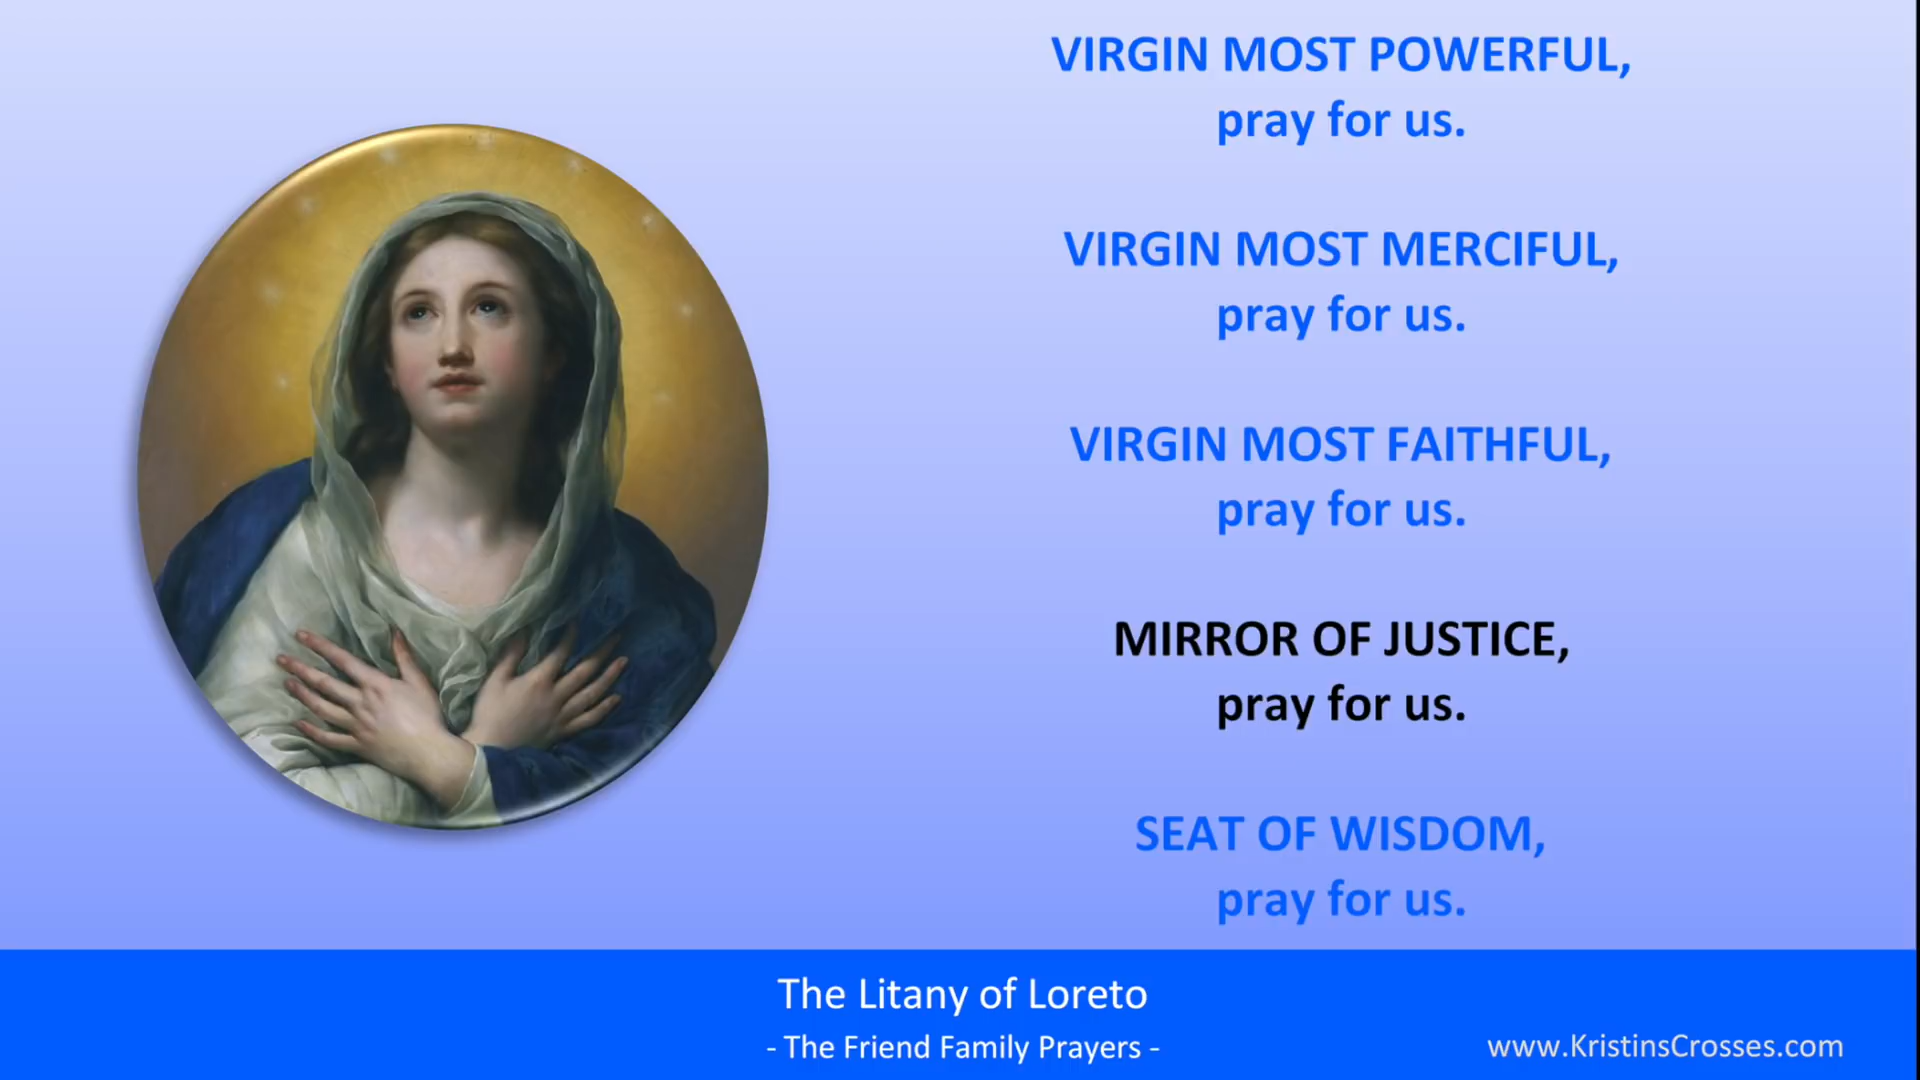 VIRGIN MOST POWERFUL,
pray for us.
VIRGIN MOST MERCIFUL,
pray for us.
VIRGIN MOST FAITHFUL,
pray for us.
MIRROR OF JUSTICE,
pray for us.
SEAT OF WISDOM,
pray for us.
The Litany of Loreto
- The Friend Family Prayers -
www.KristinsCrosses.com